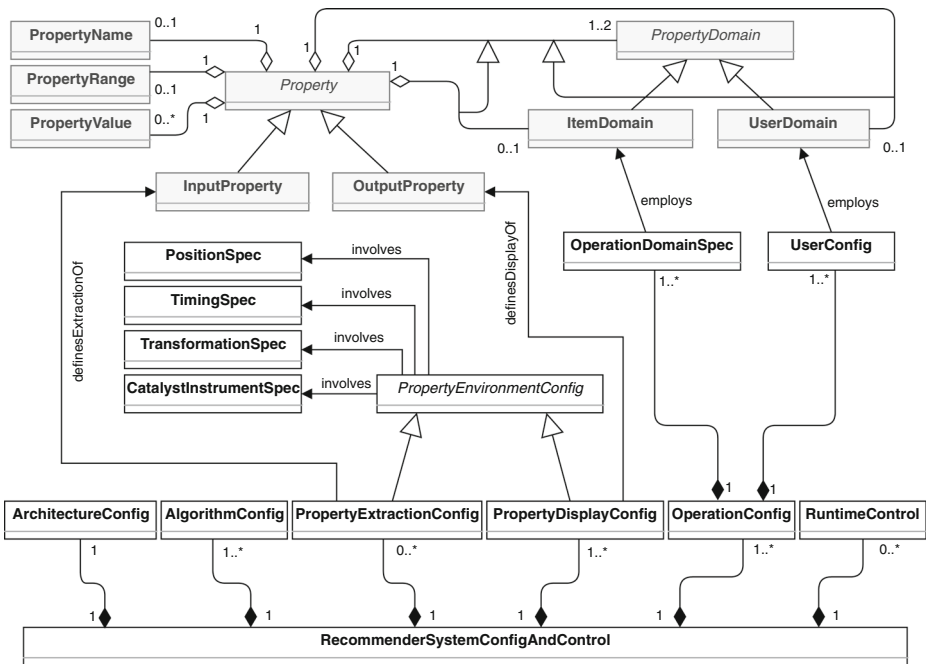 PropertyName
0..1
1
1
1
1..2
PropertyDomain
PropertyRange
1
0..1
Property
1
PropertyValue
0..*
1
ItemDomain
UserDomain
0..1
0..1
InputProperty
OutputProperty
employs
employs
PositionSpec
involves
OperationDomainSpec
UserConfig
1..*
1..*
TimingSpec
involves
definesExtractionOf
definesDisplayOf
TransformationSpec
involves
CatalystInstrumentSpec
involves
PropertyEnvironmentConfig
1
1
ArchitectureConfig
AlgorithmConfig
PropertyExtractionConfig
PropertyDisplayConfig
OperationConfig
RuntimeControl
1
1..*
0..*
1..*
1..*
0..*
1
1
1
1
1
1
RecommenderSystemConfigAndControl